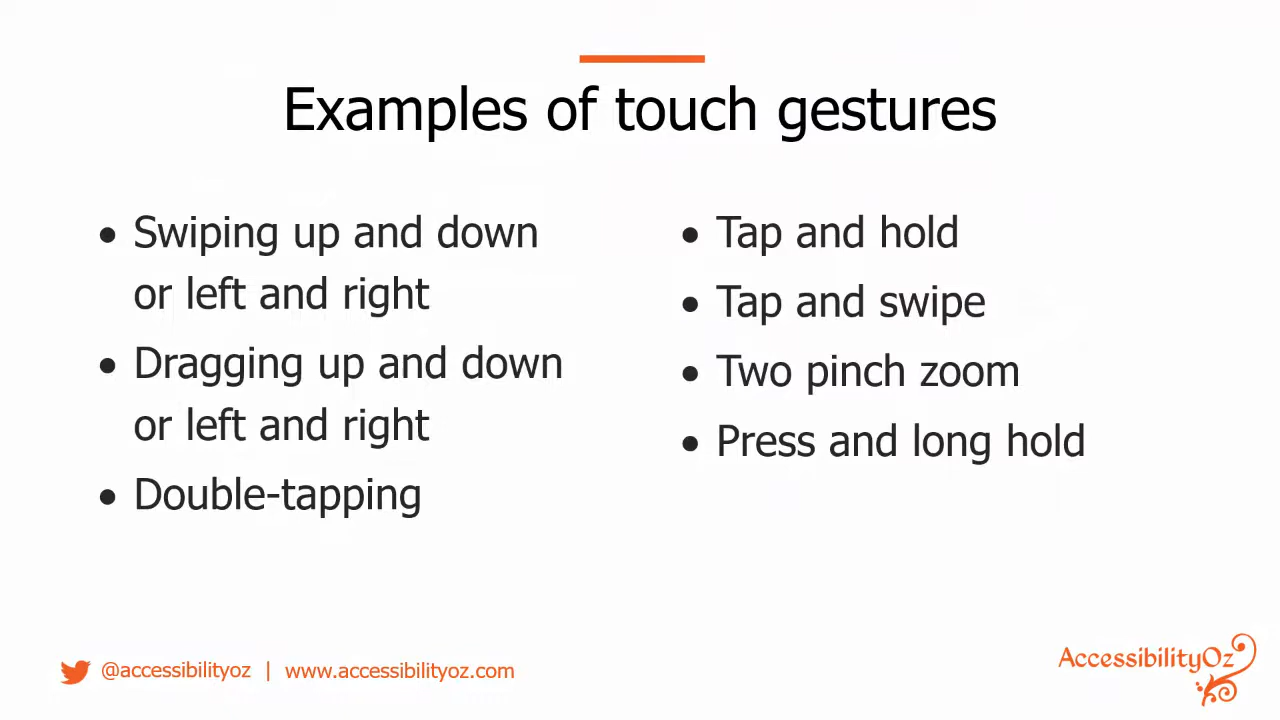 Examples of touch gestures
• Swiping up and down
or left and right
• Dragging up and down
or left and right
• Double-tapping
• Tap and hold
• Tap and swipe
• Two pinch zoom
• Press and long hold
@accessibilityoz | www.accessibilityoz.com
AccessibilityOz